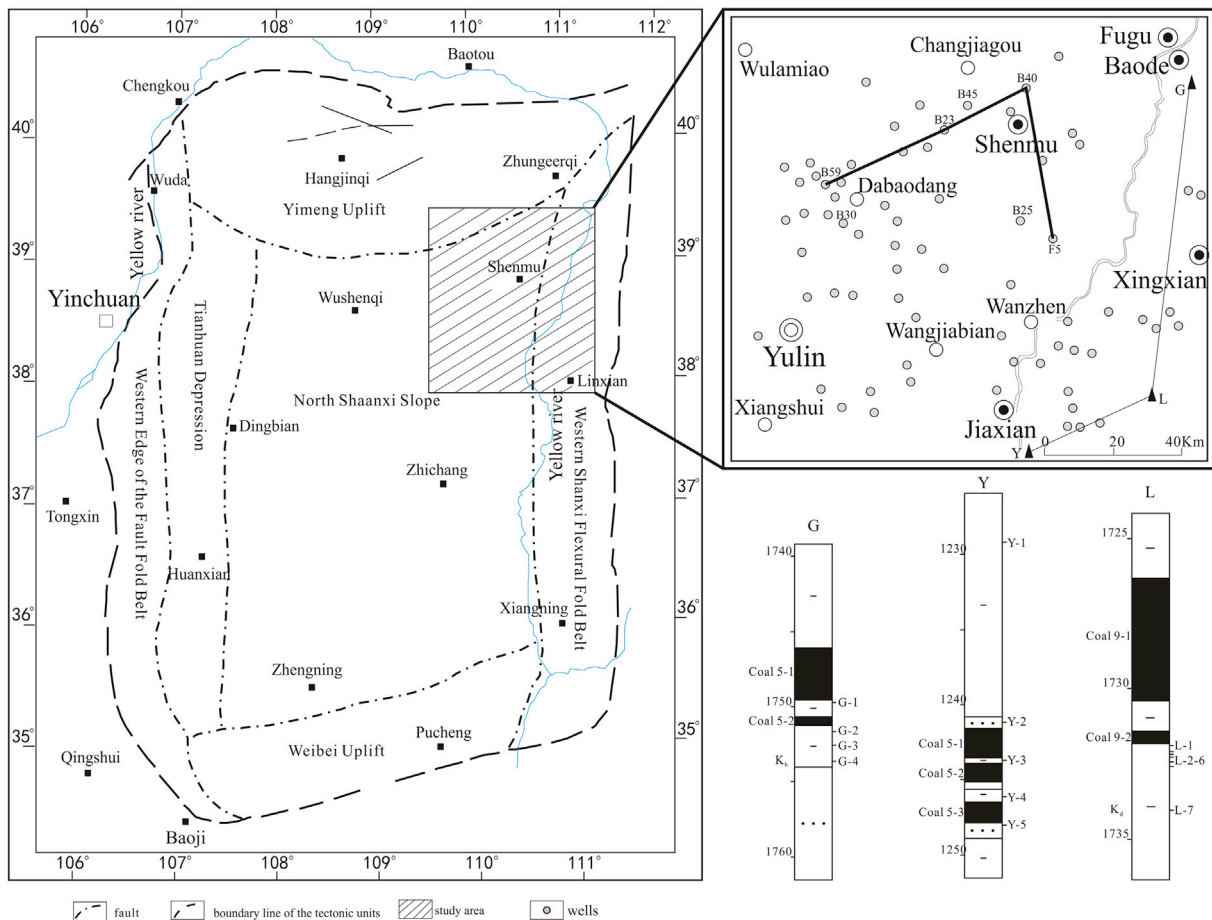 106° 107° 108° 109° 110° 111° 112°
40°
39°
38°
37°
36°
35°
40°
39°
38°
37°
36°
35°
106° 107° 108° 109° 110° 111°
Baotou
Chengkou
Hangjinqi
Zhungeerqi
Wuda
Yimeng Uplift
Yellow river
Yinchuan
Shenmu
Wushenqi
Tianhuan Depression
Western Edge of the Fault Fold Belt
North Shaanxi Slope
Linxian
Dingbian
Yellow river
Western Shanxi Flexural Fold Belt
Zhichang
Tongxin
Huanxian
Xiangning
Zhengning
Weibei Uplift
Pucheng
Qingshui
Baoji
fault
boundary line of the tectonic units
study area
wells
Fugu
Baode
Changjiagou
Wulamiao
G
B40
B45
B23
Shenmu
B59
Dabaodang
B30
B25
F5
Xingxian
Wanzhen
Wangjiabian
Yulin
Xiangshui
Jiaxian
L
Y
0 20 40Km
G
1740
Coal 5-1
1750
G-1
Coal 5-2
G-2
G-3
K_b
G-4
1760
Y
Y-1
1230
1240
Y-2
Coal 5-1
Y-3
Coal 5-2
Y-4
Coal 5-3
Y-5
1250
L
1725
Coal 9-1
1730
Coal 9-2
L-1
L-2-6
K_d
L-7
1735